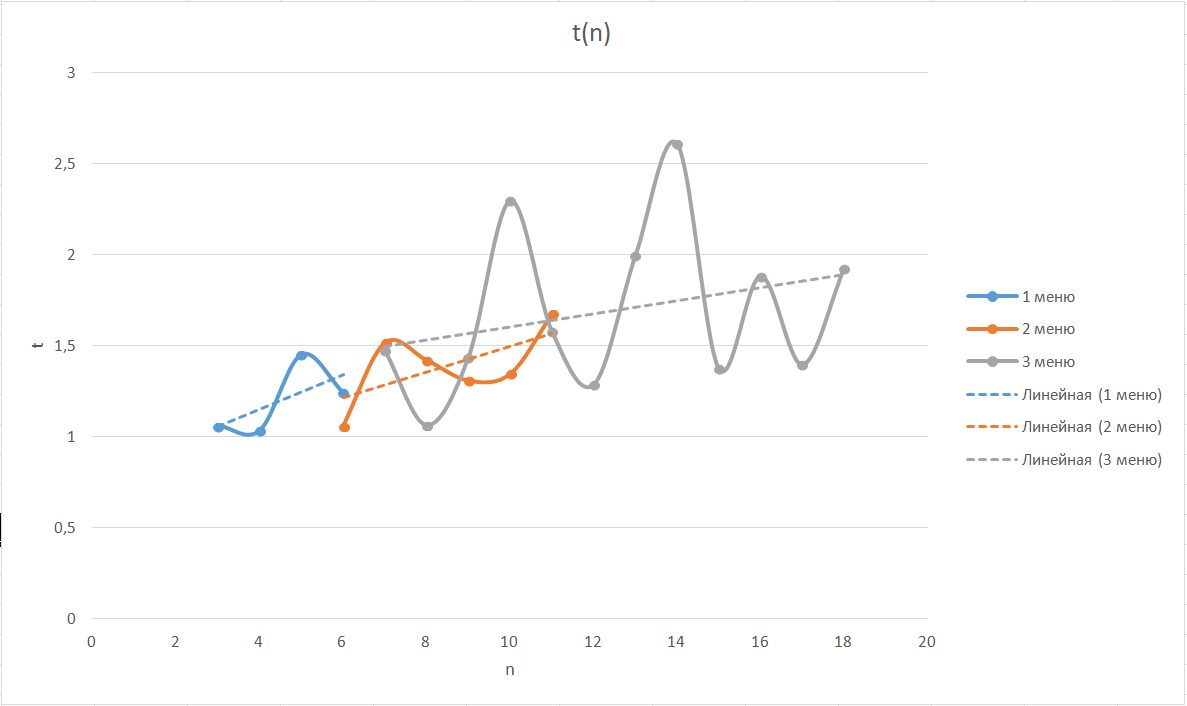 t(n)
3
2,5
2
1,5
1
0,5
0
t
0 2 4 6 8 10 12 14 16 18 20
n
1 меню
2 меню
3 меню
Линейная (1 меню)
Линейная (2 меню)
Линейная (3 меню)